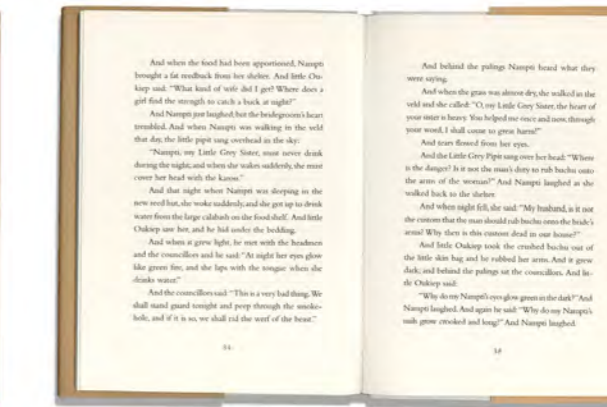 And when the food had been apportioned, Nampti
brought a fat reedbuck from her shelter. And little Ou-
kiep said: "What kind of wife did I get? Where does a
girl find the strength to catch a buck at night?"
And Nampti just laughed; but the bridegroom's heart
trembled. And when Nampti was walking in the veld
that day, the little pipit sang overhead in the sky:
"Nampti, my Little Grey Sister, must never drink
during the night, and when she wakes suddenly, she must
cover her head with the kaross."
And that night when Nampti was sleeping in the
new reed hut, she woke suddenly, and she got up to drink
water from the large calabash on the food shelf. And little
Oukiep saw her, and he hid under the bedding.
And when it grew light, he met with the headmen
and the councillors and he said: "At night her eyes glow
like green fire, and she laps with the tongue when she
drinks water."
And the councillors said: "This is a very bad thing. We
shall stand guard tonight and peep through the smoke-
hole, and if it is so, we shall rid the werf of the beast."
And behind the palings Nampti heard what they
were saying.
And when the grass was almost dry, she walked in the
veld and she called: "O, my Little Grey Sister, the heart of
your sister is heavy. You helped me once and now, through
your word, I shall come to great harm!"
And tears flowed from her eyes.
And the Little Grey Pipit sang over her head: "Where
is the danger? Is it not the man's duty to rub buchu onto
the arms of the woman?" And Nampti laughed as she
walked back to the shelter.
And when night fell, she said: "My husband, is it not
the custom that the man should rub buchu onto the bride's
arms? Why then is this custom dead in our house?"
And little Oukiep took the crushed buchu out of
the little skin bag and he rubbed her arms. And it grew
dark; and behind the palings sat the councillors. And lit-
tle Oukiep said:
"Why do my Nampti's eyes glow green in the dark?" And
Nampti laughed. And again he said: "Why do my Nampti's
nails grow crooked and long?" And Nampti laughed.